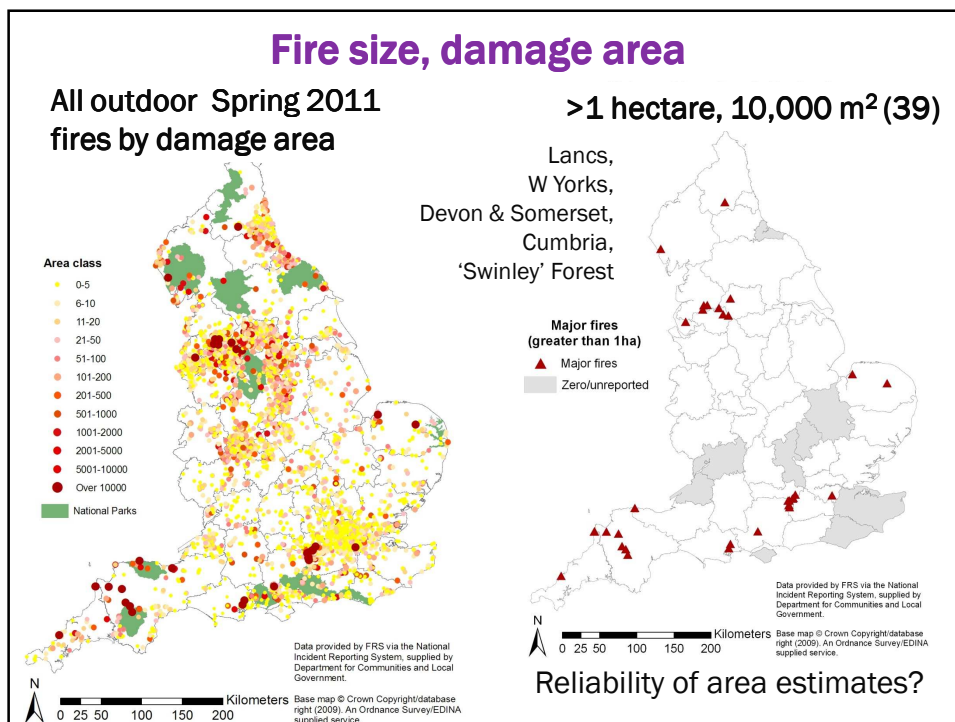 Fire size, damage area
All outdoor Spring 2011
fires by damage area
Area class
0-5
6-10
11-20
21-50
51-100
101-200
201-500
501-1000
1001-2000
2001-5000
5001-10000
Over 10000
National Parks
Data provided by FRS via the National
Incident Reporting System, supplied by
Department for Communities and Local
Government.
N
Kilometers
0 25 50 100 150 200
Base map © Crown Copyright/database
right (2009). An Ordnance Survey/EDINA
supplied service.
>1 hectare, 10,000 m² (39)
Lancs,
W Yorks,
Devon & Somerset,
Cumbria,
‘Swinley’ Forest
Major fires
(greater than 1ha)
Major fires
Zero/unreported
Data provided by FRS via the National
Incident Reporting System, supplied by
Department for Communities and Local
Government.
N
Kilometers
0 25 50 100 150 200
Base map © Crown Copyright/database
right (2009). An Ordnance Survey/EDINA
supplied service.
Reliability of area estimates?